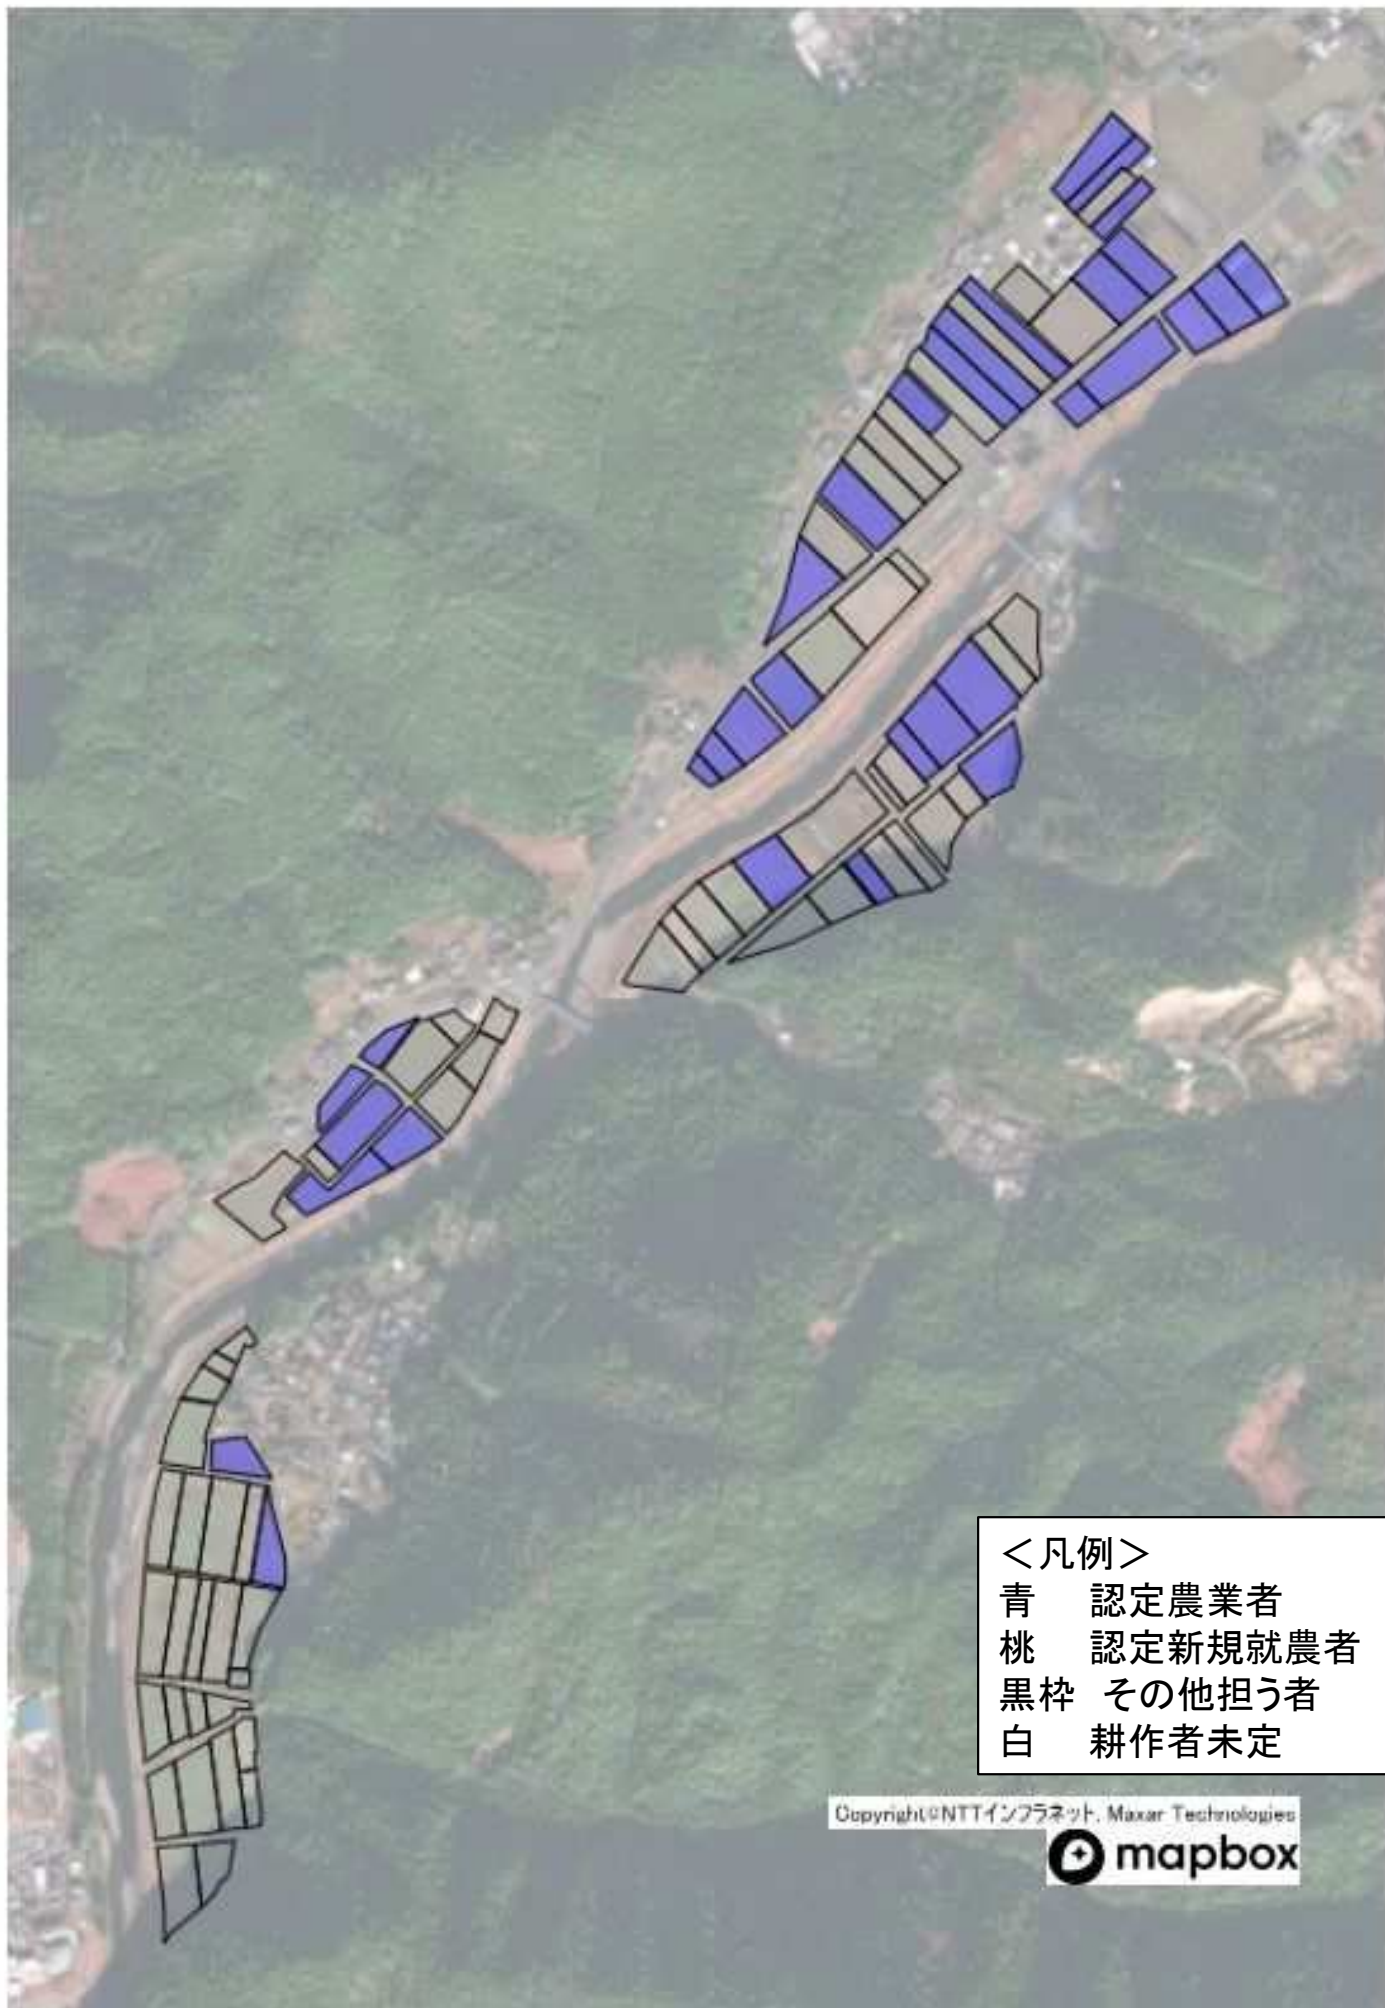 ＜凡例＞
青　認定農業者
桃　認定新規就農者
黒枠　その他担う者
白　耕作者未定
Copyright©NTTインフラネット, Maxar Technologies
mapbox